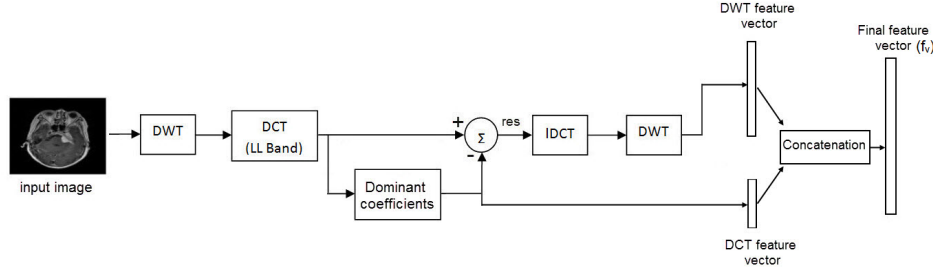 input image
DWT
DCT
(LL Band)
Dominant
coefficients
+
-
Σ
res
IDCT
DWT
DWT feature
vector
DCT feature
vector
Concatenation
Final feature
vector (fv)